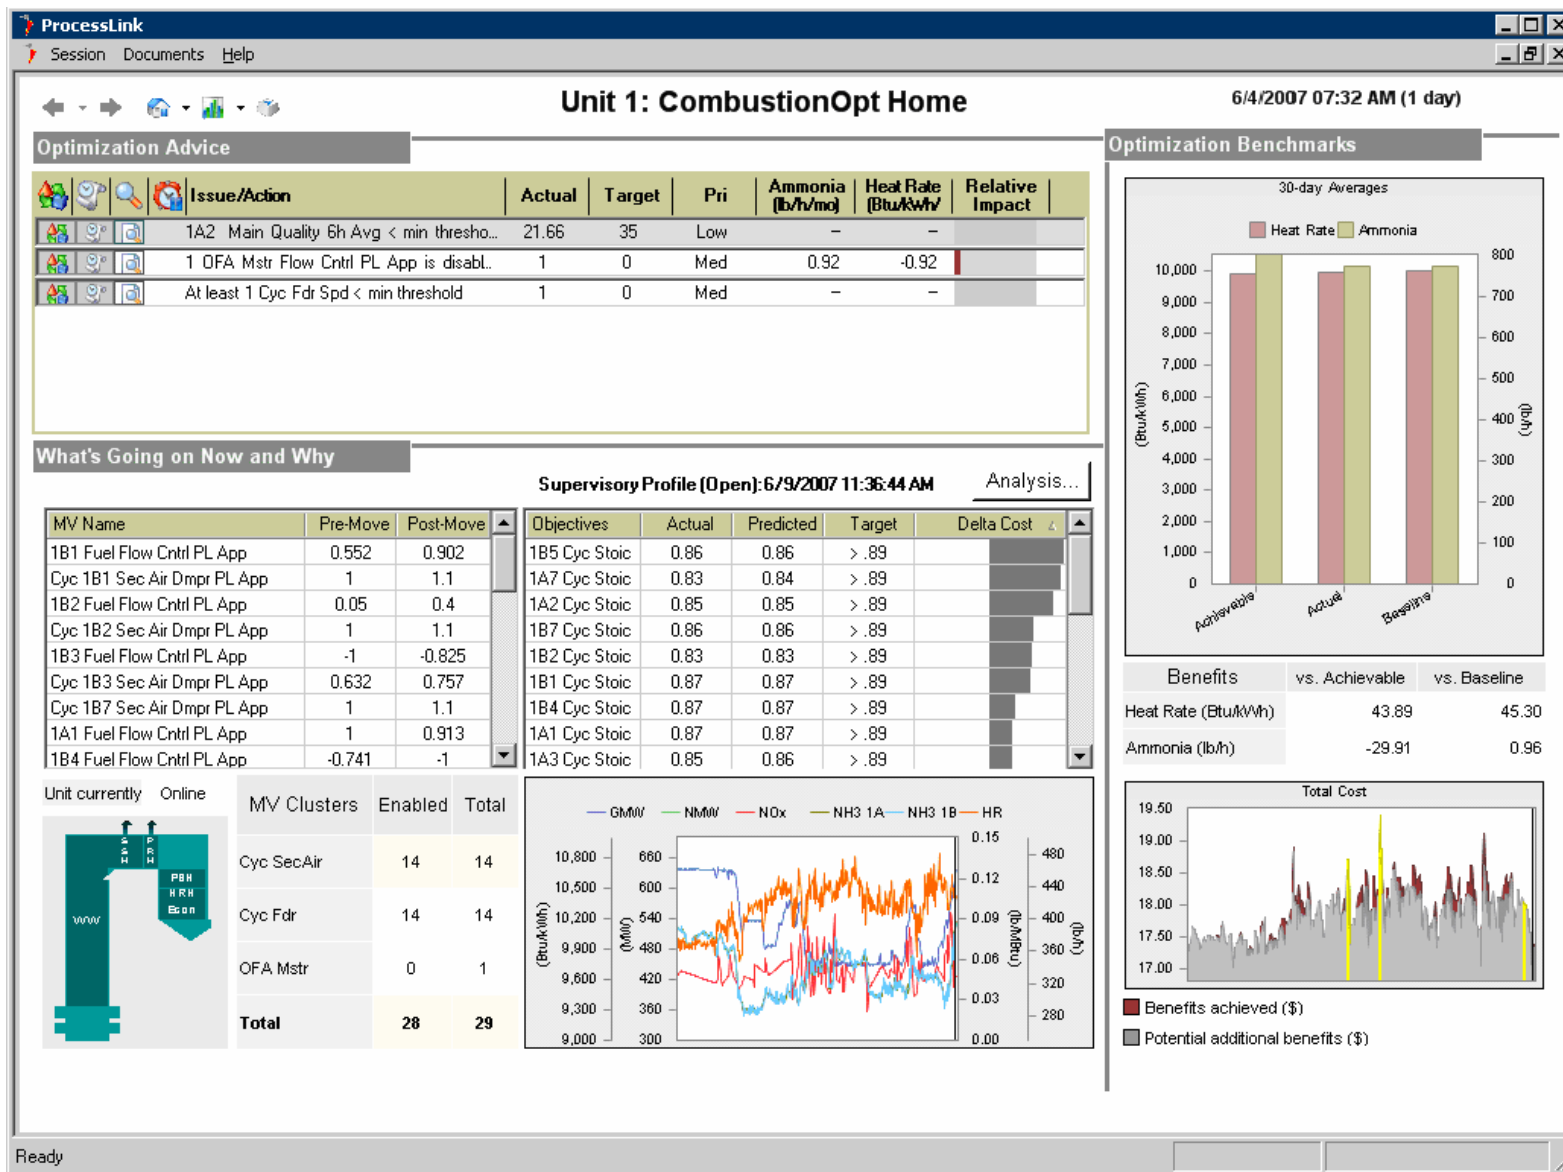 ProcessLink
Session Documents Help
Unit 1: CombustionOpt Home
6/4/2007 07:32 AM (1 day)
Optimization Advice
Issue/Action Actual Target Pri Ammonia (lb/h/mo) Heat Rate (Btu/kWh/ Relative Impact
1A2 Main Quality 6h Avg < min thresho... 21.66 35 Low – –
1 OFA Mstr Flow Cntrl PL App is disabl.. 1 0 Med 0.92 -0.92
At least 1 Cyc Fdr Spd < min threshold 1 0 Med – –
What's Going on Now and Why
Supervisory Profile (Open): 6/9/2007 11:36:44 AM
Analysis...
MV Name Pre-Move Post-Move
1B1 Fuel Flow Cntrl PL App 0.552 0.902
Cyc 1B1 Sec Air Dmpr PL App 1 1.1
1B2 Fuel Flow Cntrl PL App 0.05 0.4
Cyc 1B2 Sec Air Dmpr PL App 1 1.1
1B3 Fuel Flow Cntrl PL App -1 -0.825
Cyc 1B3 Sec Air Dmpr PL App 0.632 0.757
Cyc 1B7 Sec Air Dmpr PL App 1 1.1
1A1 Fuel Flow Cntrl PL App 1 0.913
1B4 Fuel Flow Cntrl PL App -0.741 -1
Objectives Actual Predicted Target Delta Cost
1B5 Cyc Stoic 0.86 0.86 > .89
1A7 Cyc Stoic 0.83 0.84 > .89
1A2 Cyc Stoic 0.85 0.85 > .89
1B7 Cyc Stoic 0.86 0.86 > .89
1B2 Cyc Stoic 0.83 0.83 > .89
1B1 Cyc Stoic 0.87 0.87 > .89
1B4 Cyc Stoic 0.87 0.87 > .89
1A1 Cyc Stoic 0.87 0.87 > .89
1A3 Cyc Stoic 0.85 0.86 > .89
Unit currently Online
SSH
PRH
PBH
HRH
Econ
WW
MV Clusters Enabled Total
Cyc SecAir 14 14
Cyc Fdr 14 14
OFA Mstr 0 1
Total 28 29
GMW NMW NOx NH3 1A NH3 1B HR
(Btu/kWh)
10,800
10,500
10,200
9,900
9,600
9,300
9,000
(MW)
660
600
540
480
420
360
300
(lb/MBtu)
0.15
0.12
0.09
0.06
0.03
0.00
(lb/h)
480
440
400
360
320
280
Optimization Benchmarks
30-day Averages
Heat Rate Ammonia
(Btu/kWh)
10,000
9,000
8,000
7,000
6,000
5,000
4,000
3,000
2,000
1,000
0
(lb/h)
800
700
600
500
400
300
200
100
0
Achievable
Actual
Baseline
Benefits vs. Achievable vs. Baseline
Heat Rate (Btu/kWh) 43.89 45.30
Ammonia (lb/h) -29.91 0.96
Total Cost
19.50
19.00
18.50
18.00
17.50
17.00
Benefits achieved ($)
Potential additional benefits ($)
Ready